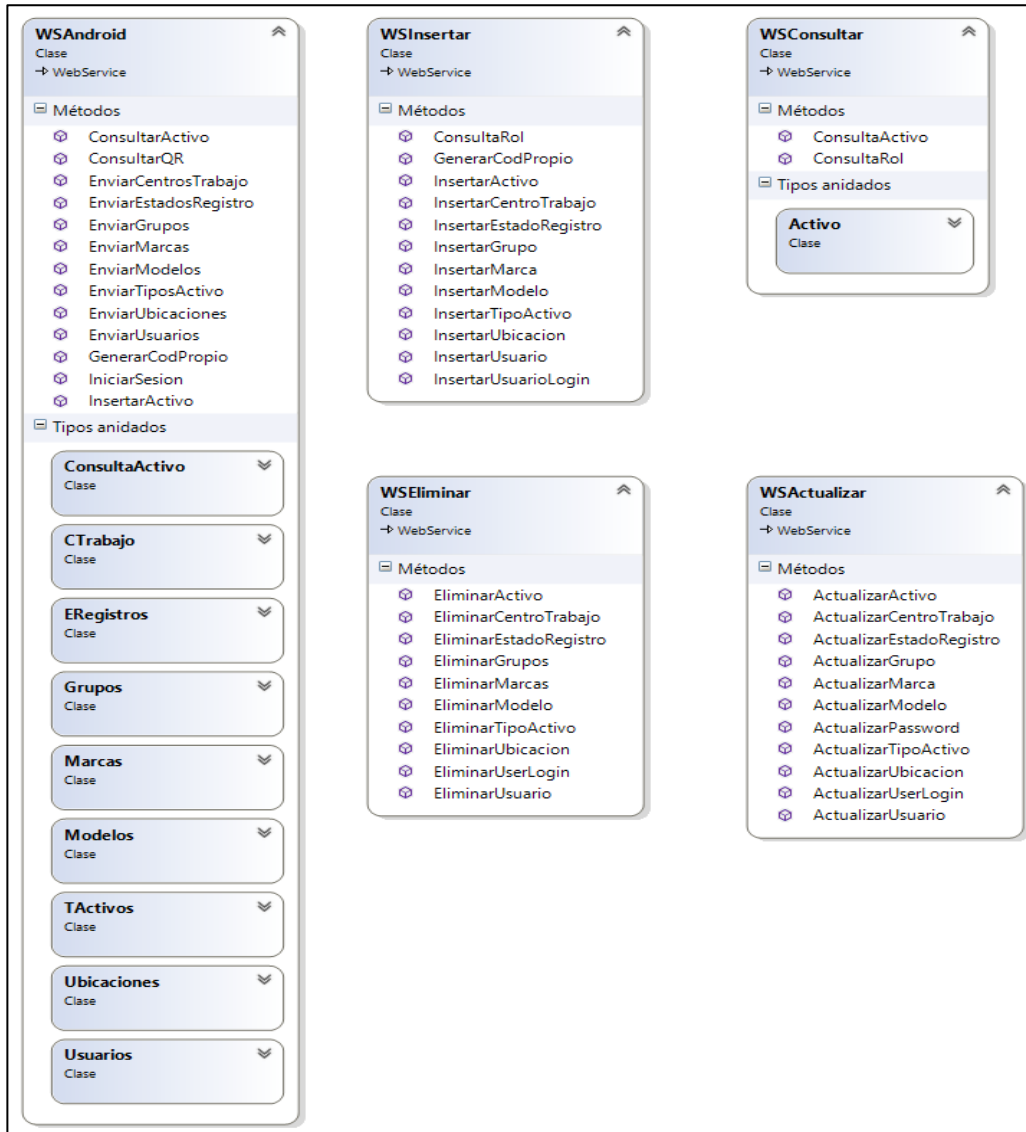 WSAndroid
Clase
WebService
Métodos
ConsultarActivo
ConsultarQR
EnviarCentrosTrabajo
EnviarEstadosRegistro
EnviarGrupos
EnviarMarcas
EnviarModelos
EnviarTiposActivo
EnviarUbicaciones
EnviarUsuarios
GenerarCodPropio
IniciarSesion
InsertarActivo
Tipos anidados
ConsultaActivo
Clase
CTrabajo
Clase
ERegistros
Clase
Grupos
Clase
Marcas
Clase
Modelos
Clase
TActivos
Clase
Ubicaciones
Clase
Usuarios
Clase
WSInsertar
Clase
WebService
Métodos
ConsultaRol
GenerarCodPropio
InsertarActivo
InsertarCentroTrabajo
InsertarEstadoRegistro
InsertarGrupo
InsertarMarca
InsertarModelo
InsertarTipoActivo
InsertarUbicacion
InsertarUsuario
InsertarUsuarioLogin
WSConsultar
Clase
WebService
Métodos
ConsultaActivo
ConsultaRol
Tipos anidados
Activo
Clase
WSEliminar
Clase
WebService
Métodos
EliminarActivo
EliminarCentroTrabajo
EliminarEstadoRegistro
EliminarGrupos
EliminarMarcas
EliminarModelo
EliminarTipoActivo
EliminarUbicacion
EliminarUserLogin
EliminarUsuario
WSActualizar
Clase
WebService
Métodos
ActualizarActivo
ActualizarCentroTrabajo
ActualizarEstadoRegistro
ActualizarGrupo
ActualizarMarca
ActualizarModelo
ActualizarPassword
ActualizarTipoActivo
ActualizarUbicacion
ActualizarUserLogin
ActualizarUsuario